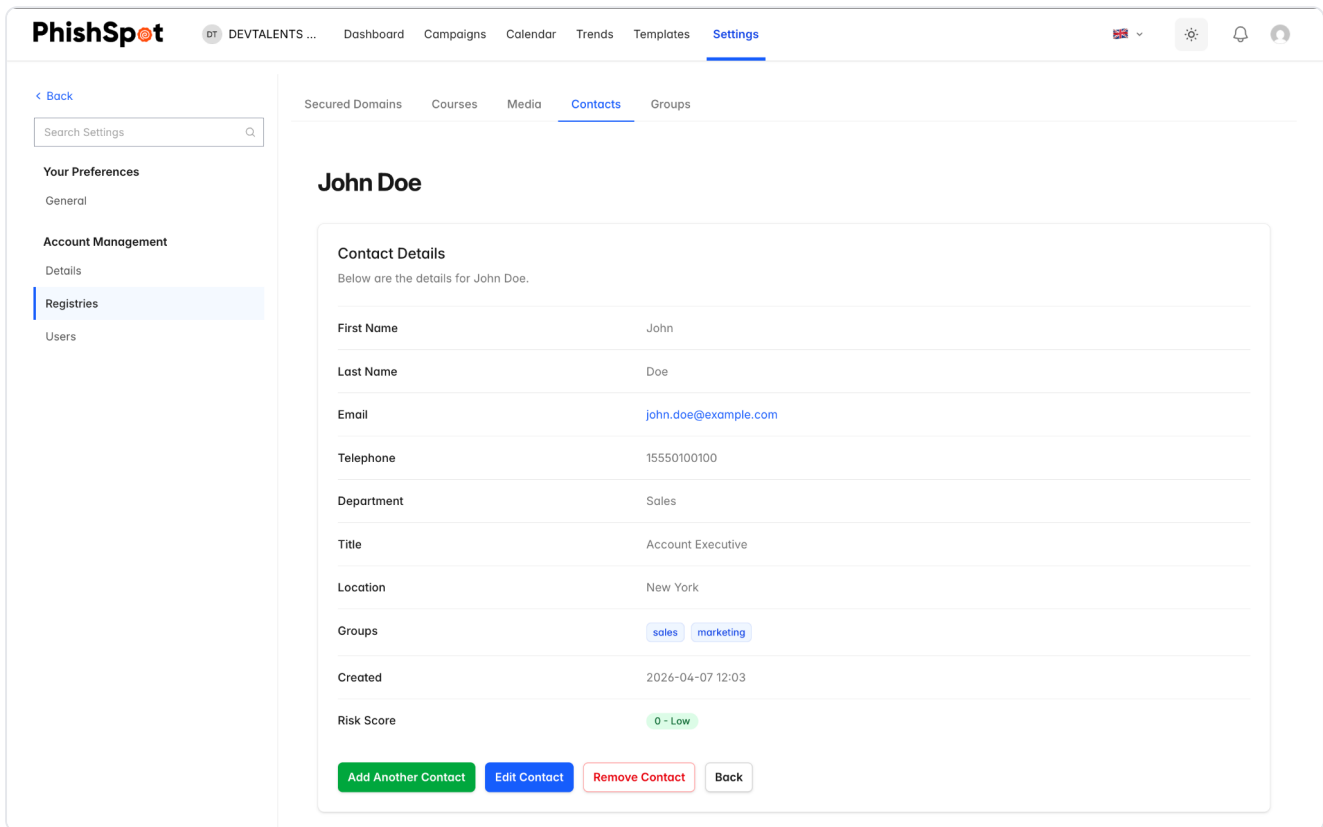 PhishSpot
DT DEVTALENTS ... Dashboard Campaigns Calendar Trends Templates Settings
Back
Search Settings
Your Preferences
General
Account Management
Details
Registries
Users
Secured Domains Courses Media Contacts Groups
John Doe
Contact Details
Below are the details for John Doe.
First Name John
Last Name Doe
Email john.doe@example.com
Telephone 15550100100
Department Sales
Title Account Executive
Location New York
Groups sales marketing
Created 2026-04-07 12:03
Risk Score 0 - Low
Add Another Contact Edit Contact Remove Contact Back